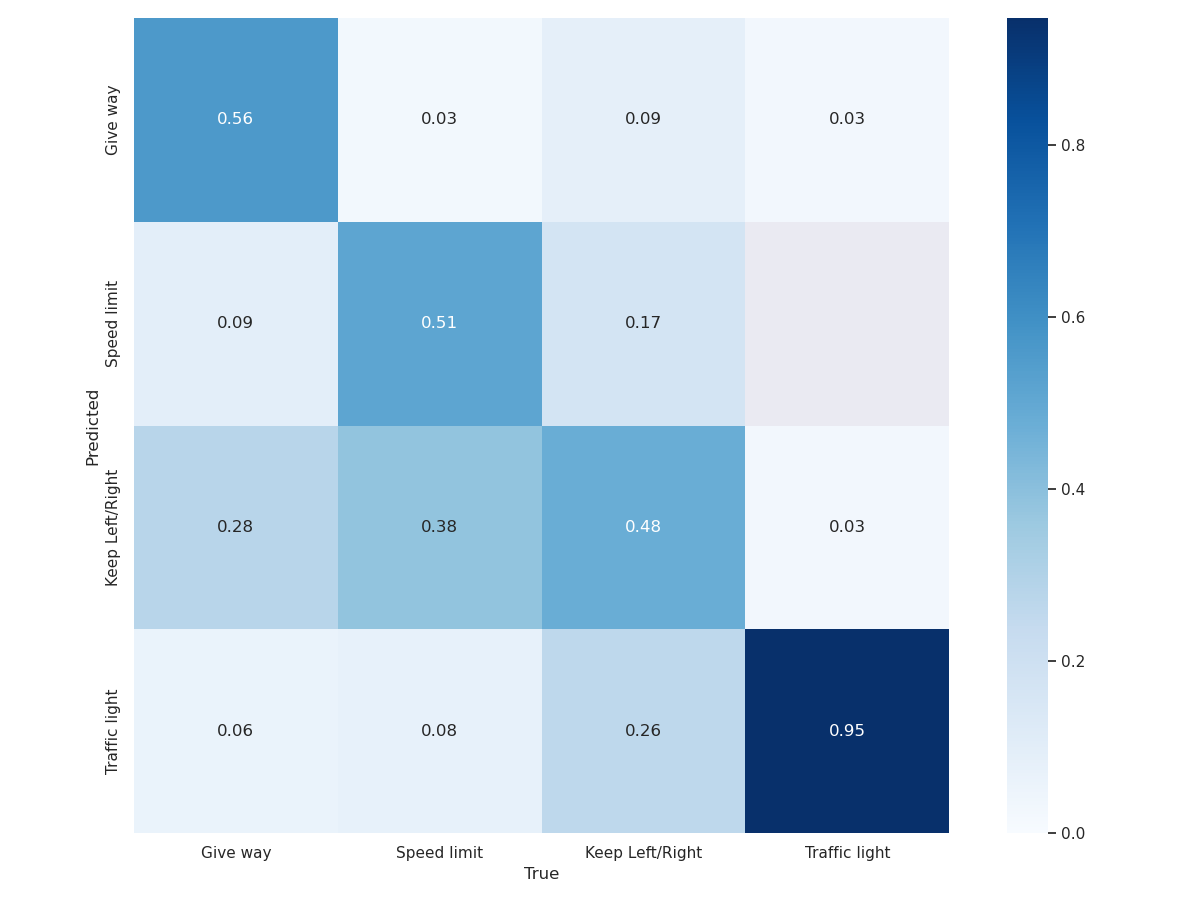 Give way
0.56
0.03
0.09
0.03
0.8
Speed limit
0.09
0.51
0.17
0.6
Predicted
Keep Left/Right
0.28
0.38
0.48
0.03
0.4
0.2
Traffic light
0.06
0.08
0.26
0.95
0.0
Give way
Speed limit
Keep Left/Right
Traffic light
True